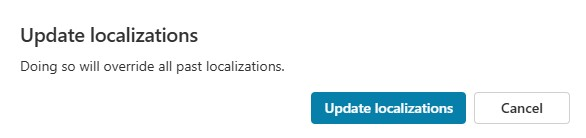 Update localizations
Doing so will override all past localizations.
Update localizations
Cancel